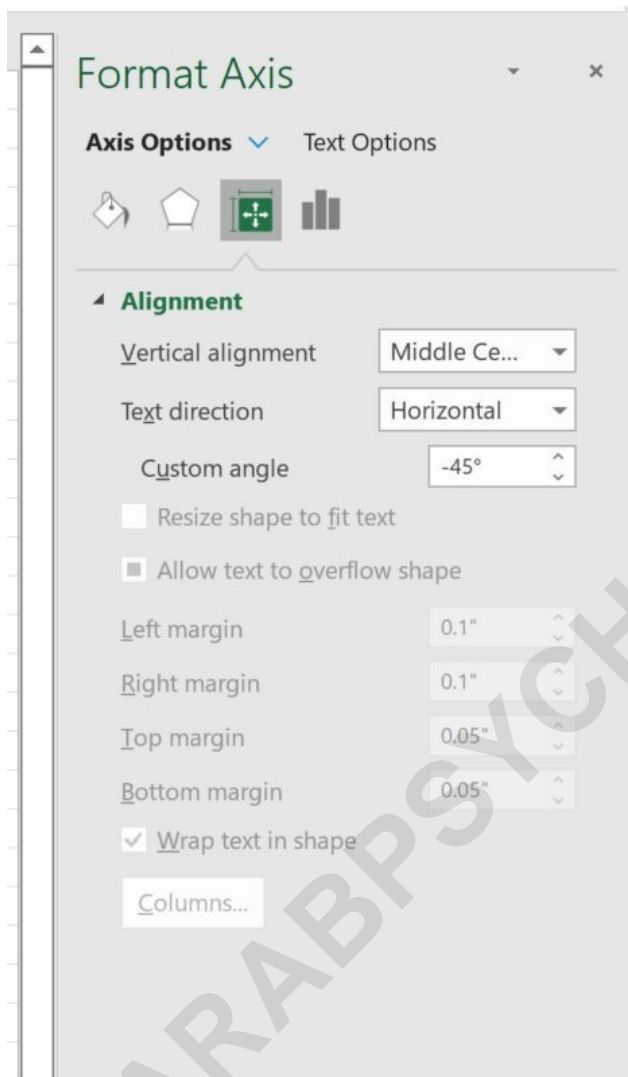 Format Axis
Axis Options Text Options
Alignment
Vertical alignment Middle Ce...
Text direction Horizontal
Custom angle -45°
Resize shape to fit text
Allow text to overflow shape
Left margin 0.1"
Right margin 0.1"
Top margin 0.05"
Bottom margin 0.05"
Wrap text in shape
Columns...
ARABPSYCH